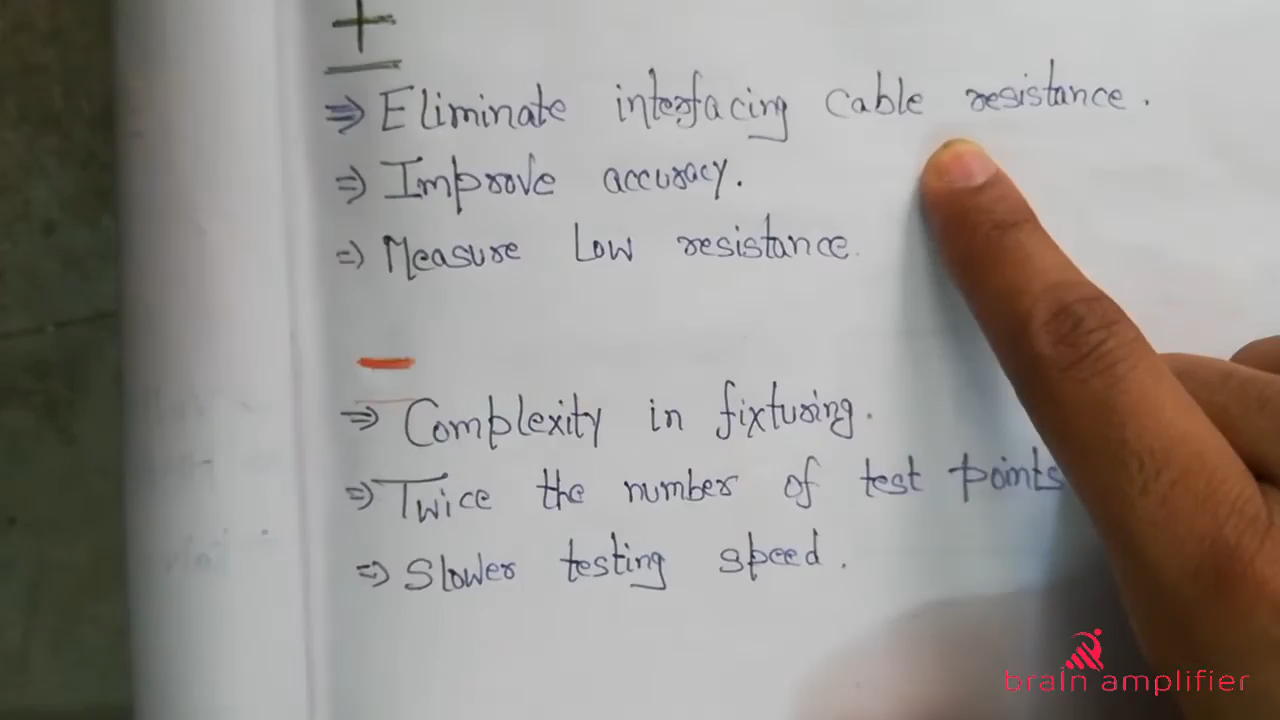 +
⇒ Eliminate interfacing cable resistance.
⇒ Improve accuracy.
⇒ Measure Low resistance.
-
⇒ Complexity in fixturing.
⇒ Twice the number of test points
⇒ Slower testing speed.
brain amplifier